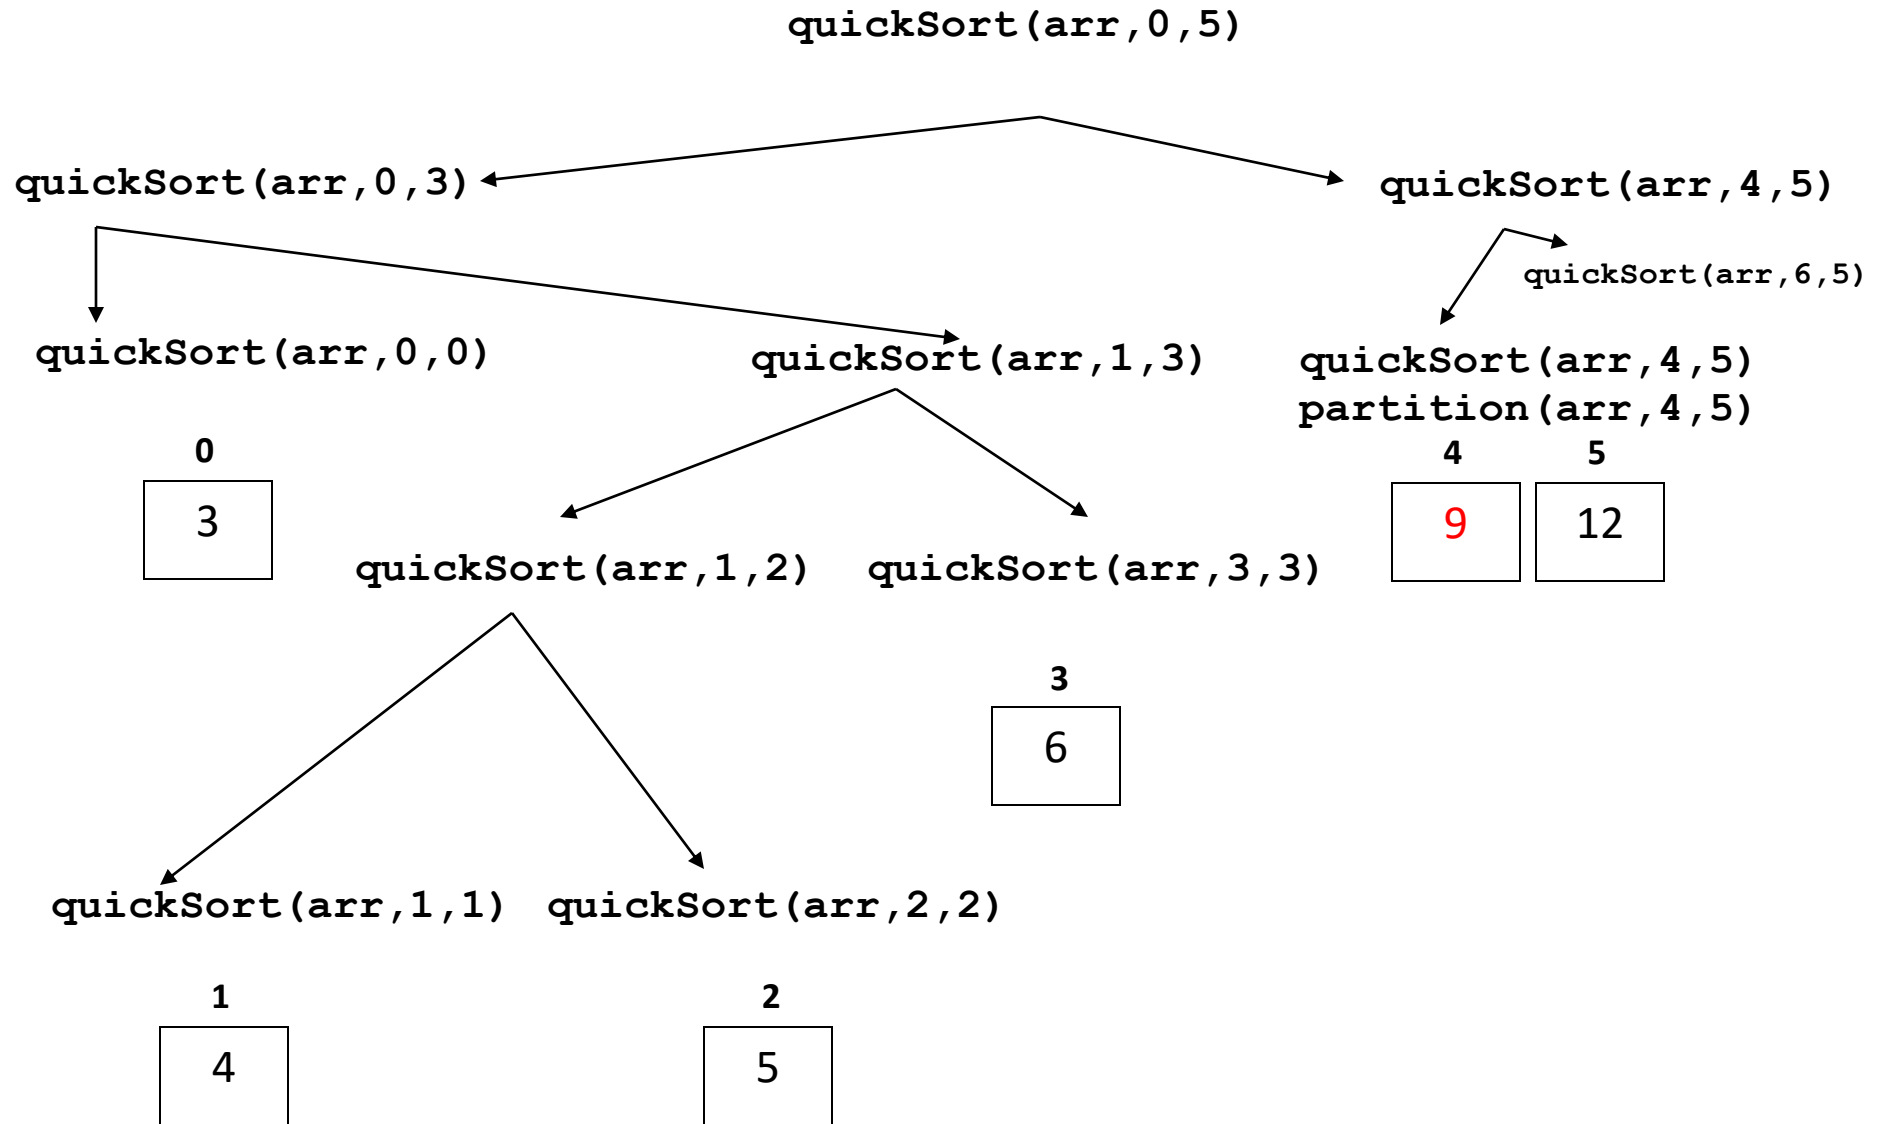 quickSort(arr,0,5)
quickSort(arr,0,3)
quickSort(arr,4,5)
quickSort(arr,6,5)
quickSort(arr,0,0)
quickSort(arr,1,3)
quickSort(arr,4,5)
partition(arr,4,5)
0
4 5
3
9 12
quickSort(arr,1,2)
quickSort(arr,3,3)
3
6
quickSort(arr,1,1)
quickSort(arr,2,2)
1
2
4
5